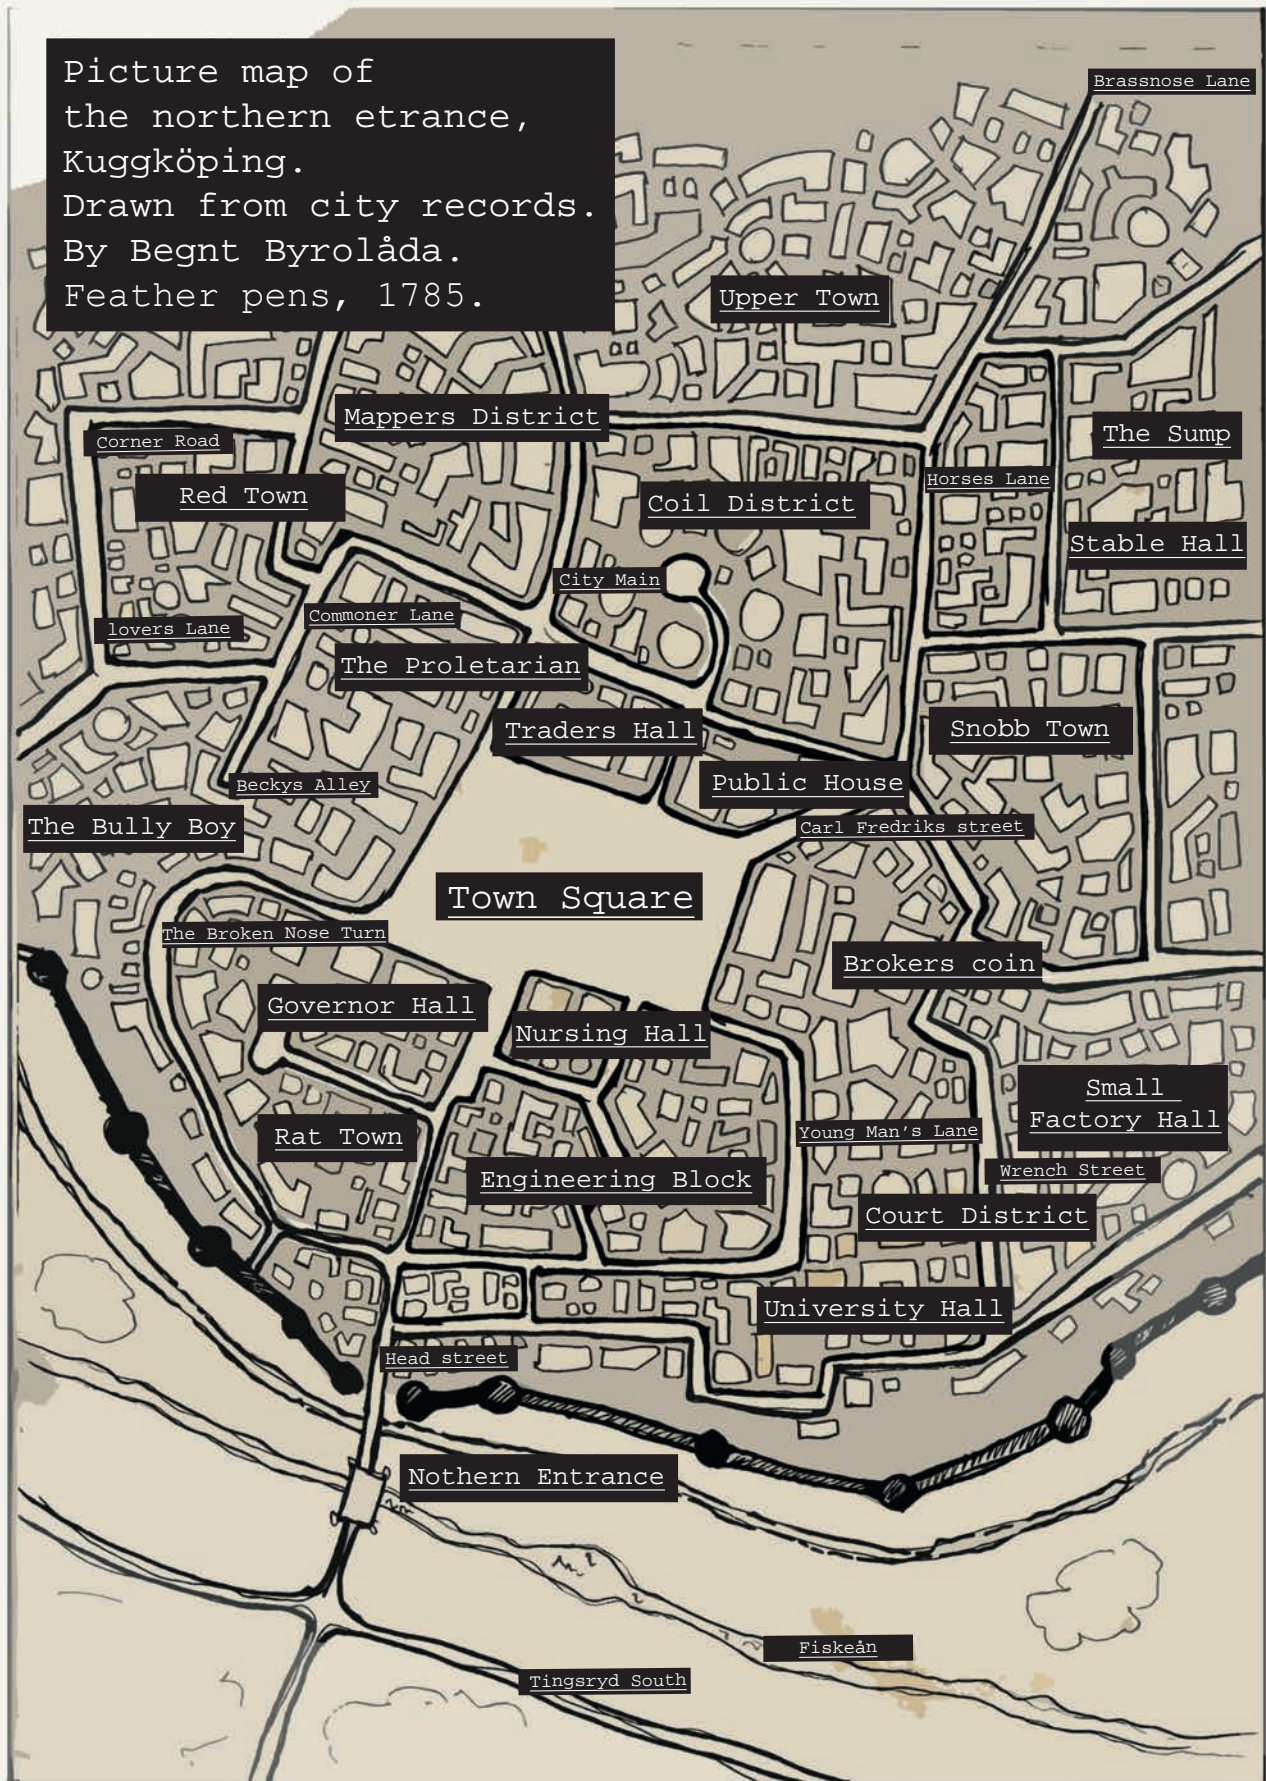 Picture map of
the northern etrance,
Kuggköping.
Drawn from city records.
By Begnt Byrolåda.
Feather pens, 1785.
Brassnose Lane
Upper Town
Mappers District
Corner Road
The Sump
Red Town
Horses Lane
Coil District
Stable Hall
City Main
Commoner Lane
lovers Lane
The Proletarian
Traders Hall
Snobb Town
Public House
Beckys Alley
The Bully Boy
Carl Fredriks street
Town Square
The Broken Nose Turn
Brokers coin
Governor Hall
Nursing Hall
Small
Factory Hall
Rat Town
Young Man's Lane
Engineering Block
Wrench Street
Court District
University Hall
Head street
Nothern Entrance
Fiskeån
Tingsryd South